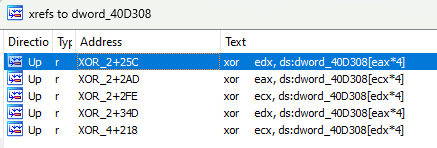 xrefs to dword_40D308
Directio Typ Address Text
Up r XOR_2+25C xor edx, ds:dword_40D308[eax*4]
Up r XOR_2+2AD xor eax, ds:dword_40D308[ecx*4]
Up r XOR_2+2FE xor ecx, ds:dword_40D308[edx*4]
Up r XOR_2+34D xor edx, ds:dword_40D308[eax*4]
Up r XOR_4+218 xor ecx, ds:dword_40D308[edx*4]